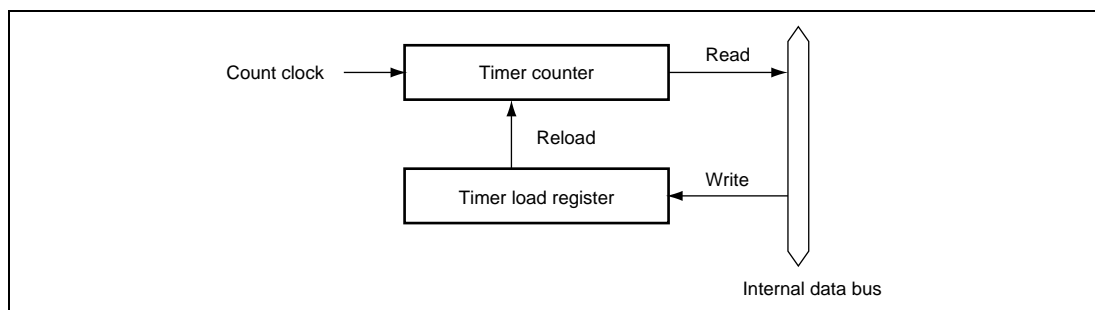 Read
Count clock
Timer counter
Reload
Write
Timer load register
Internal data bus